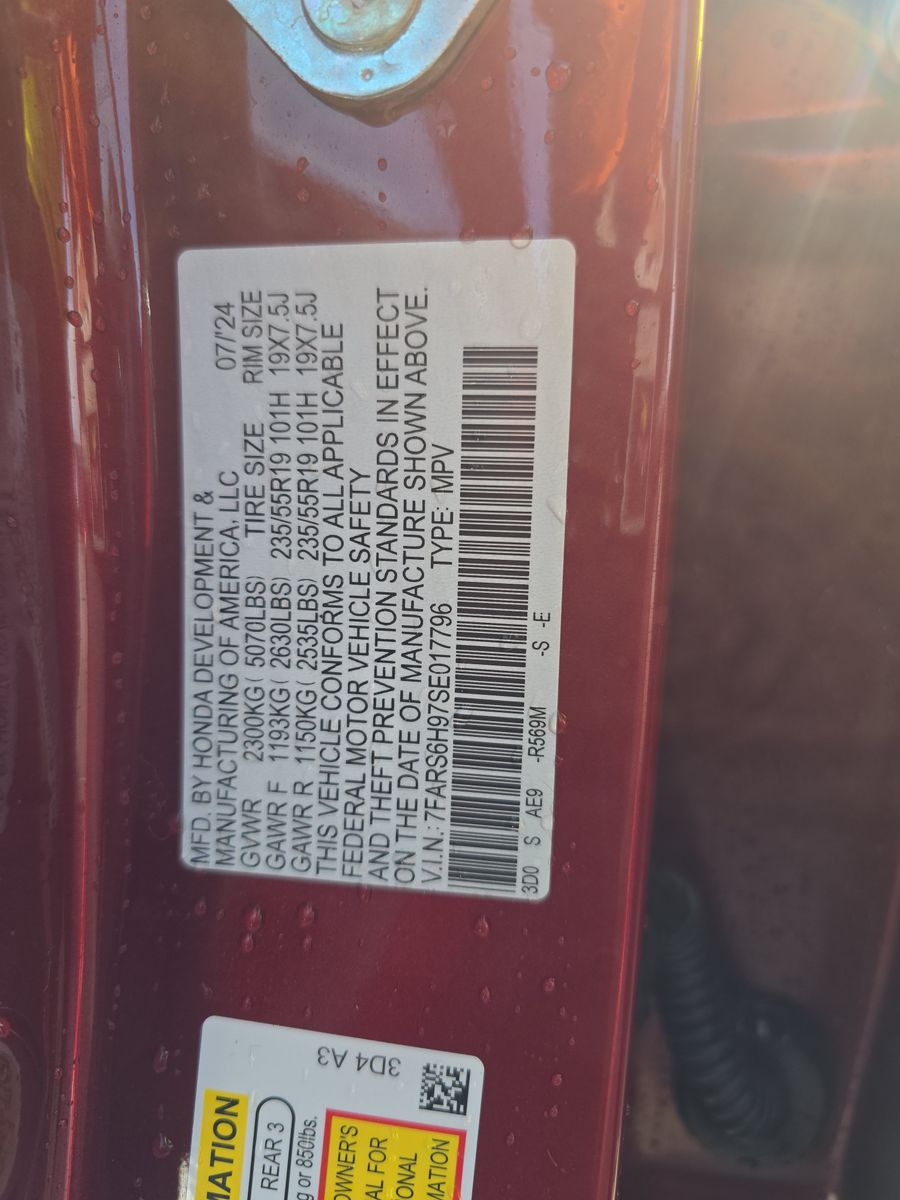 MFD. BY HONDA DEVELOPMENT &
MANUFACTURING OF AMERICA, LLC 07/'24
GVWR 2300KG( 5070LBS) TIRE SIZE RIM SIZE
GAWR F 1193KG( 2630LBS) 235/55R19 101H 19X7.5J
GAWR R 1150KG( 2535LBS) 235/55R19 101H 19X7.5J
THIS VEHICLE CONFORMS TO ALL APPLICABLE
FEDERAL MOTOR VEHICLE SAFETY
AND THEFT PREVENTION STANDARDS IN EFFECT
ON THE DATE OF MANUFACTURE SHOWN ABOVE.
V.I.N.: 7FARS6H97SE017796 TYPE: MPV
3D0 S AE9 -R569M -S -E
3D4 A3
MATION
REAR 3
g or 850lbs.
OWNER'S
AL FOR
ONAL
MATION